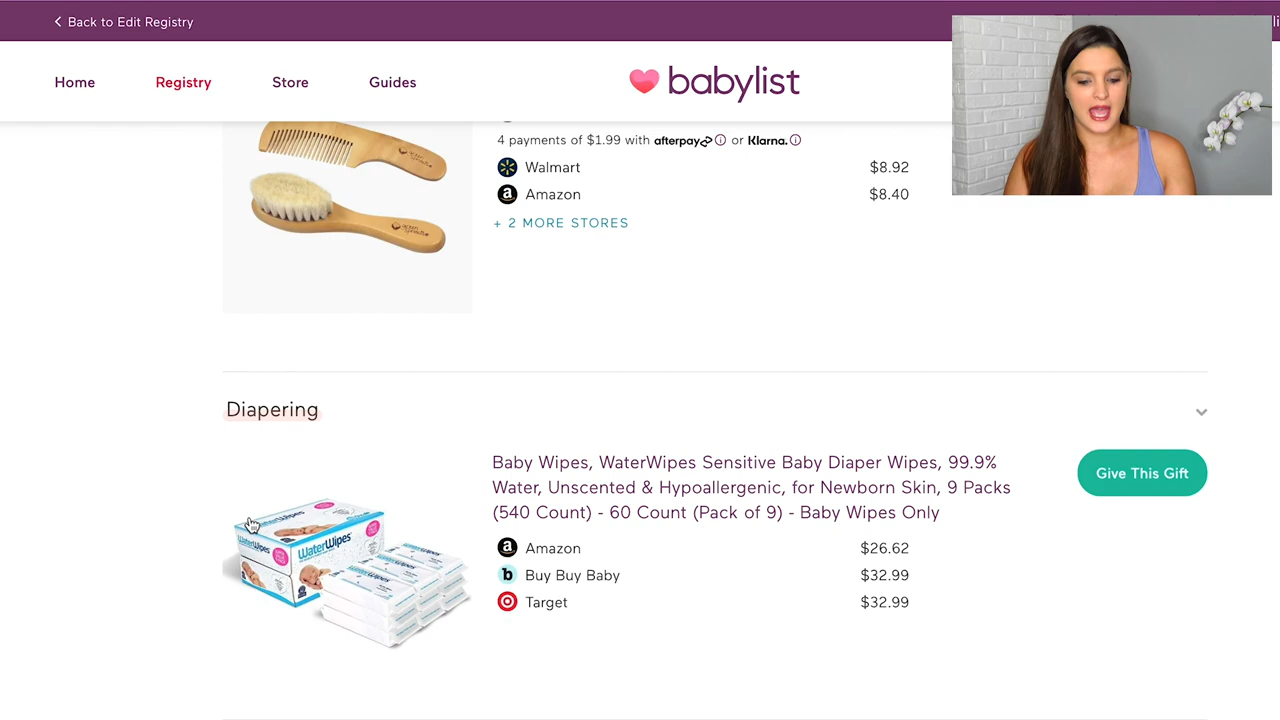 Back to Edit Registry
Home
Registry
Store
Guides
babylist
4 payments of $1.99 with afterpay or Klarna.
Walmart $8.92
a Amazon $8.40
+ 2 MORE STORES
Diapering
Baby Wipes, WaterWipes Sensitive Baby Diaper Wipes, 99.9%
Water, Unscented & Hypoallergenic, for Newborn Skin, 9 Packs
(540 Count) - 60 Count (Pack of 9) - Baby Wipes Only
Give This Gift
WaterWipes
WaterWipes
a Amazon $26.62
b Buy Buy Baby $32.99
Target $32.99